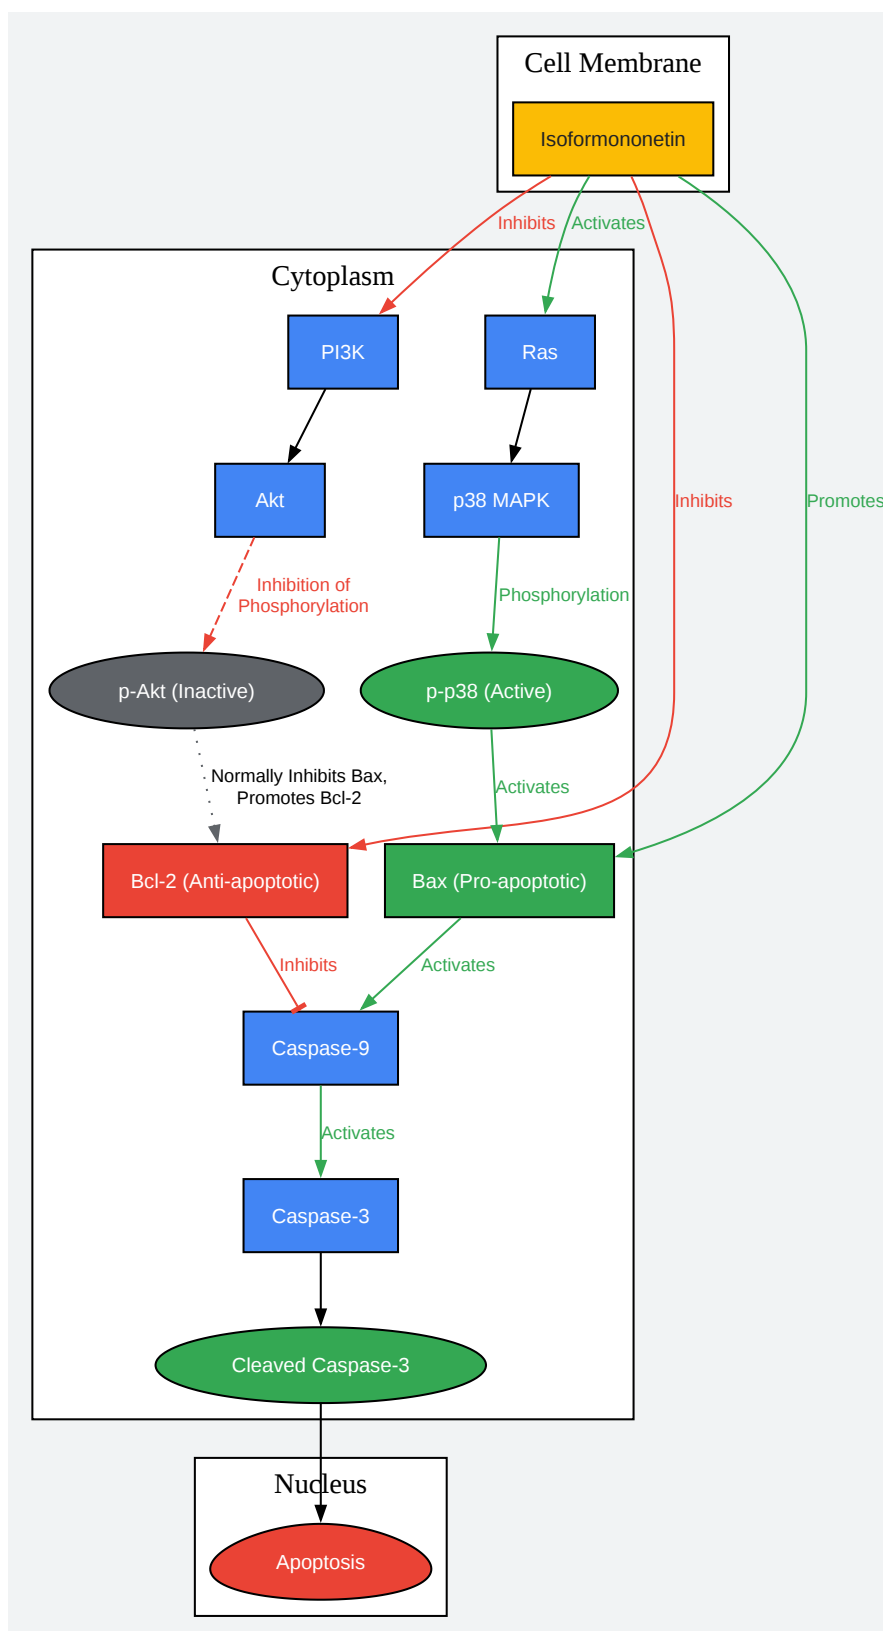 Cell Membrane
Isoformononetin
Inhibits
Activates
Cytoplasm
PI3K
Ras
Akt
p38 MAPK
Inhibits
Promotes
Inhibition of
Phosphorylation
Phosphorylation
p-Akt (Inactive)
p-p38 (Active)
Normally Inhibits Bax,
Promotes Bcl-2
Activates
Bcl-2 (Anti-apoptotic)
Bax (Pro-apoptotic)
Inhibits
Activates
Caspase-9
Activates
Caspase-3
Cleaved Caspase-3
Nucleus
Apoptosis